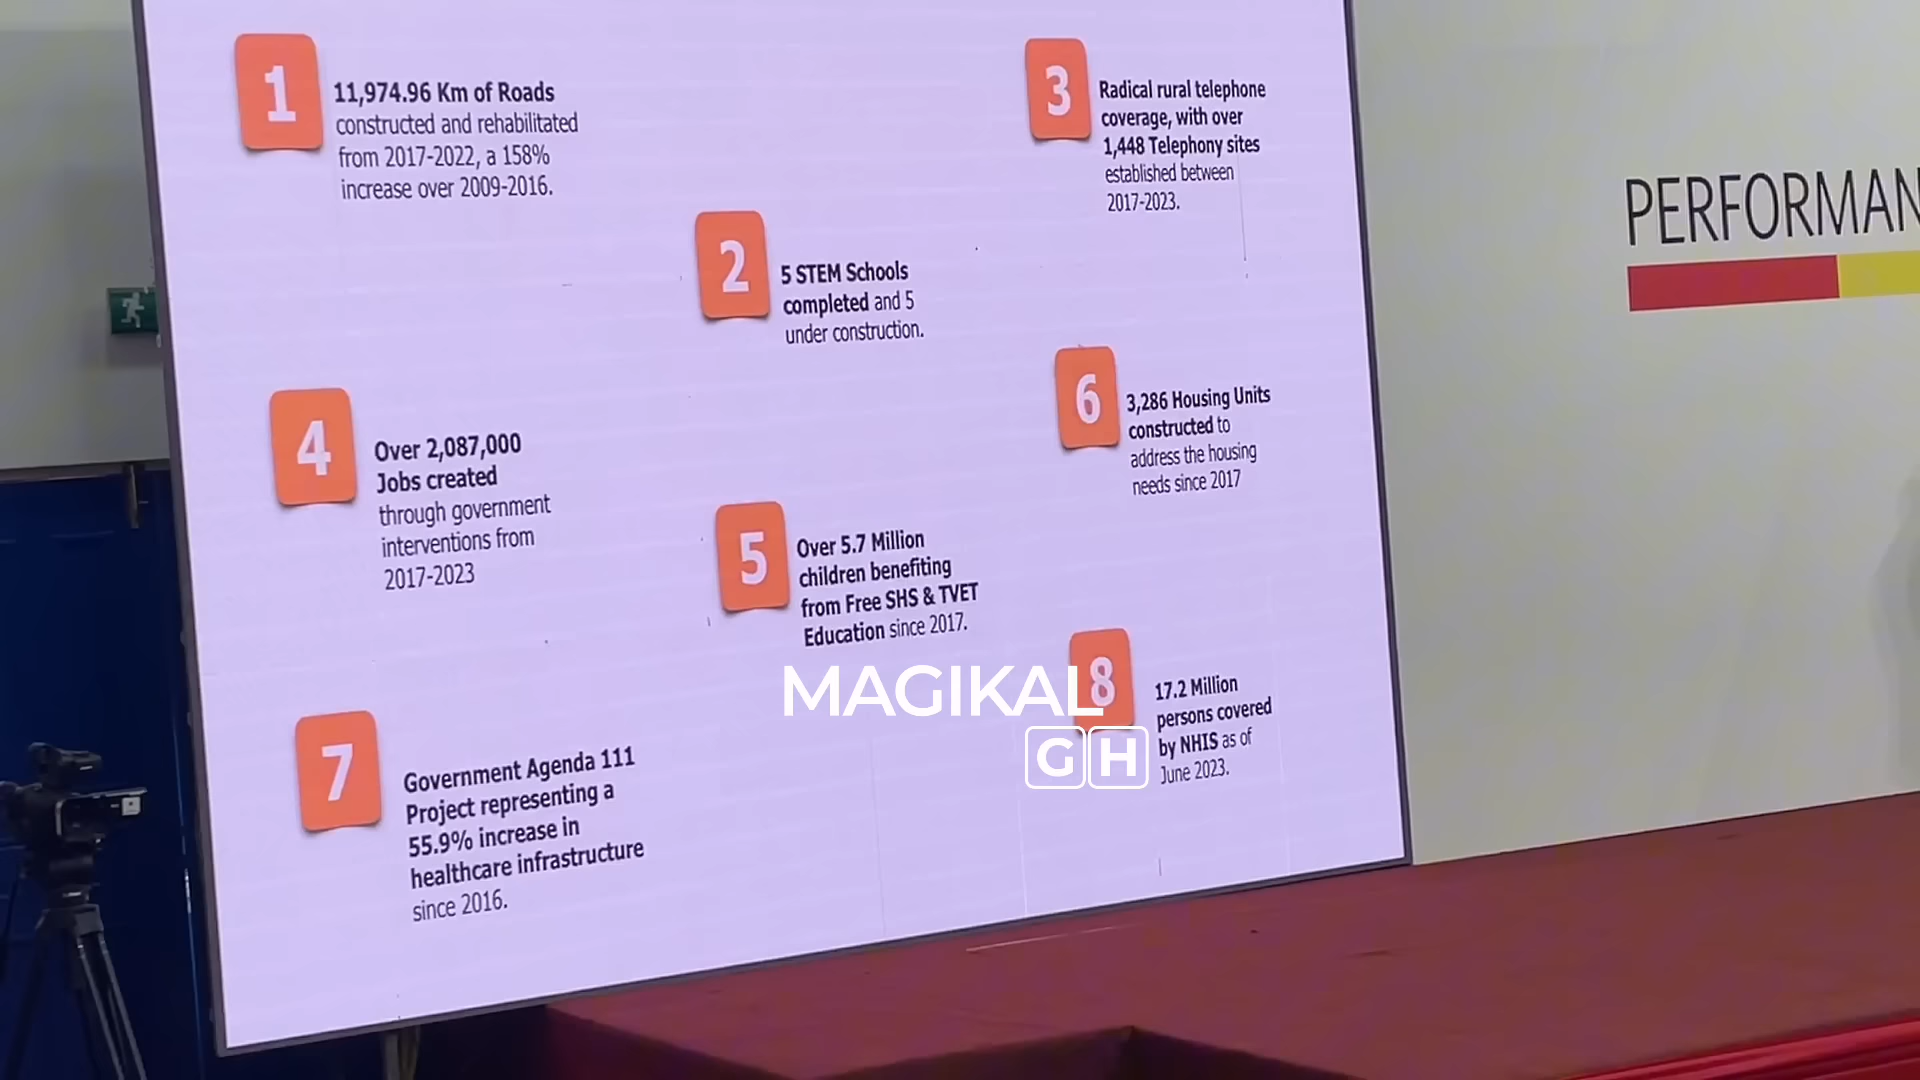 1
11,974.96 Km of Roads
constructed and rehabilitated
from 2017-2022, a 158%
increase over 2009-2016.
2
5 STEM Schools
completed and 5
under construction.
3
Radical rural telephone
coverage, with over
1,448 Telephony sites
established between
2017-2023.
4
Over 2,087,000
Jobs created
through government
interventions from
2017-2023
5
Over 5.7 Million
children benefiting
from Free SHS & TVET
Education since 2017.
6
3,286 Housing Units
constructed to
address the housing
needs since 2017
7
Government Agenda 111
Project representing a
55.9% increase in
healthcare infrastructure
since 2016.
8
17.2 Million
persons covered
by NHIS as of
June 2023.
MAGIKAL
GH
PERFORMAN